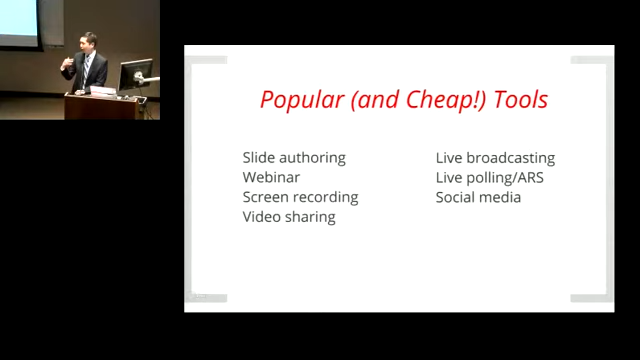 Popular (and Cheap!) Tools
Slide authoring
Webinar
Screen recording
Video sharing
Live broadcasting
Live polling/ARS
Social media